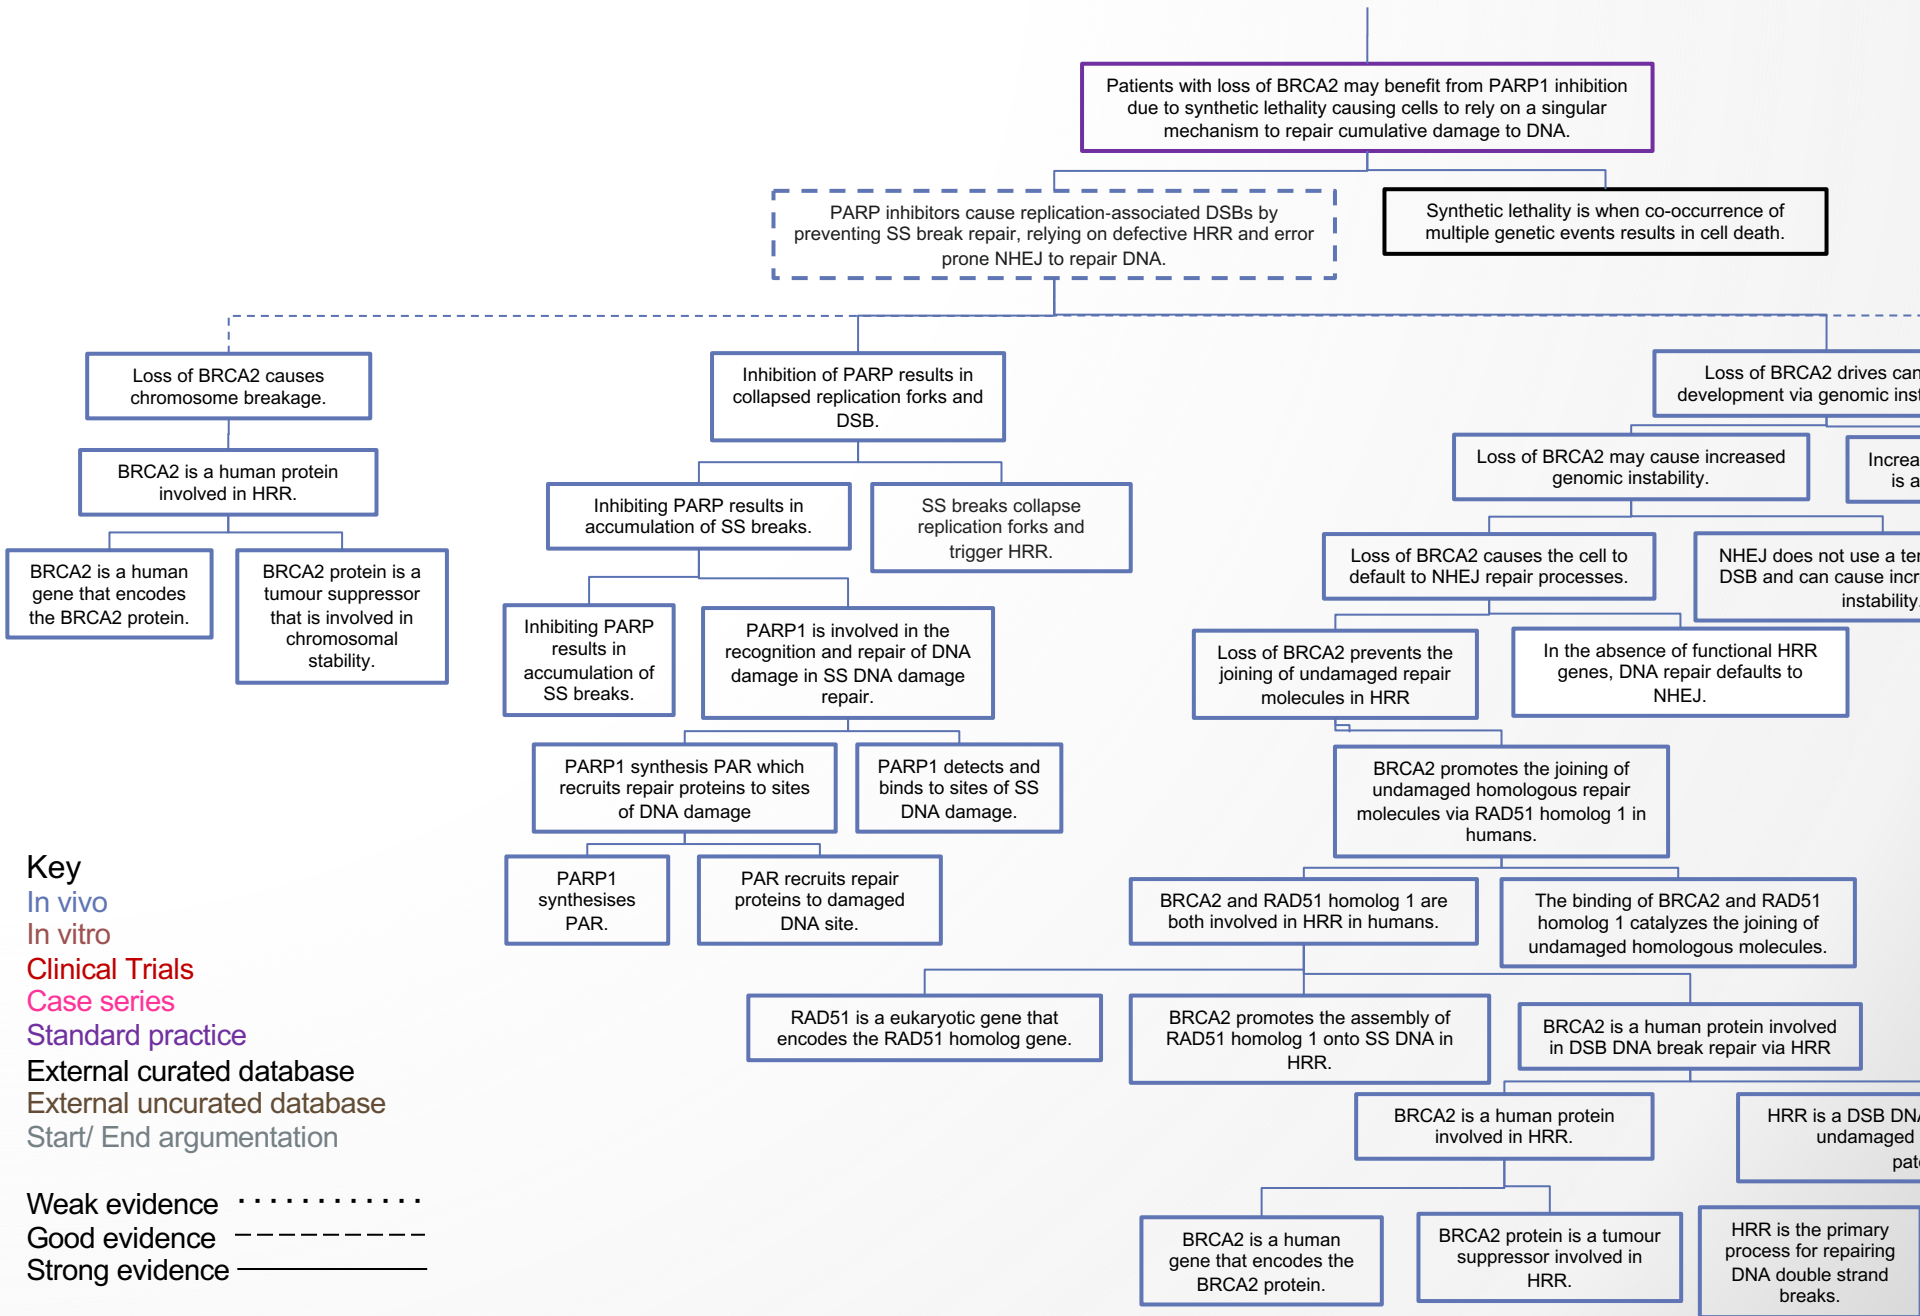 Patients with loss of BRCA2 may benefit from PARP1 inhibition
due to synthetic lethality causing cells to rely on a singular
mechanism to repair cumulative damage to DNA.
PARP inhibitors cause replication-associated DSBs by
preventing SS break repair, relying on defective HRR and error
prone NHEJ to repair DNA.
Synthetic lethality is when co-occurrence of
multiple genetic events results in cell death.
Loss of BRCA2 causes
chromosome breakage.
BRCA2 is a human protein
involved in HRR.
BRCA2 is a human
gene that encodes
the BRCA2 protein.
BRCA2 protein is a
tumour suppressor
that is involved in
chromosomal
stability.
Inhibition of PARP results in
collapsed replication forks and
DSB.
Inhibiting PARP results in
accumulation of SS breaks.
SS breaks collapse
replication forks and
trigger HRR.
Inhibiting PARP
results in
accumulation of
SS breaks.
PARP1 is involved in the
recognition and repair of DNA
damage in SS DNA damage
repair.
PARP1 synthesis PAR which
recruits repair proteins to sites
of DNA damage
PARP1 detects and
binds to sites of SS
DNA damage.
PARP1
synthesises
PAR.
PAR recruits repair
proteins to damaged
DNA site.
Loss of BRCA2 drives can
development via genomic inst
Loss of BRCA2 may cause increased
genomic instability.
Increa
is a
Loss of BRCA2 causes the cell to
default to NHEJ repair processes.
NHEJ does not use a te
DSB and can cause incr
instability.
Loss of BRCA2 prevents the
joining of undamaged repair
molecules in HRR
In the absence of functional HRR
genes, DNA repair defaults to
NHEJ.
BRCA2 promotes the joining of
undamaged homologous repair
molecules via RAD51 homolog 1 in
humans.
BRCA2 and RAD51 homolog 1 are
both involved in HRR in humans.
The binding of BRCA2 and RAD51
homolog 1 catalyzes the joining of
undamaged homologous molecules.
RAD51 is a eukaryotic gene that
encodes the RAD51 homolog gene.
BRCA2 promotes the assembly of
RAD51 homolog 1 onto SS DNA in
HRR.
BRCA2 is a human protein involved
in DSB DNA break repair via HRR
BRCA2 is a human protein
involved in HRR.
HRR is a DSB DNA
undamaged
pat
BRCA2 is a human
gene that encodes the
BRCA2 protein.
BRCA2 protein is a tumour
suppressor involved in
HRR.
HRR is the primary
process for repairing
DNA double strand
breaks.
Key
In vivo
In vitro
Clinical Trials
Case series
Standard practice
External curated database
External uncurated database
Start/ End argumentation
Weak evidence
Good evidence
Strong evidence